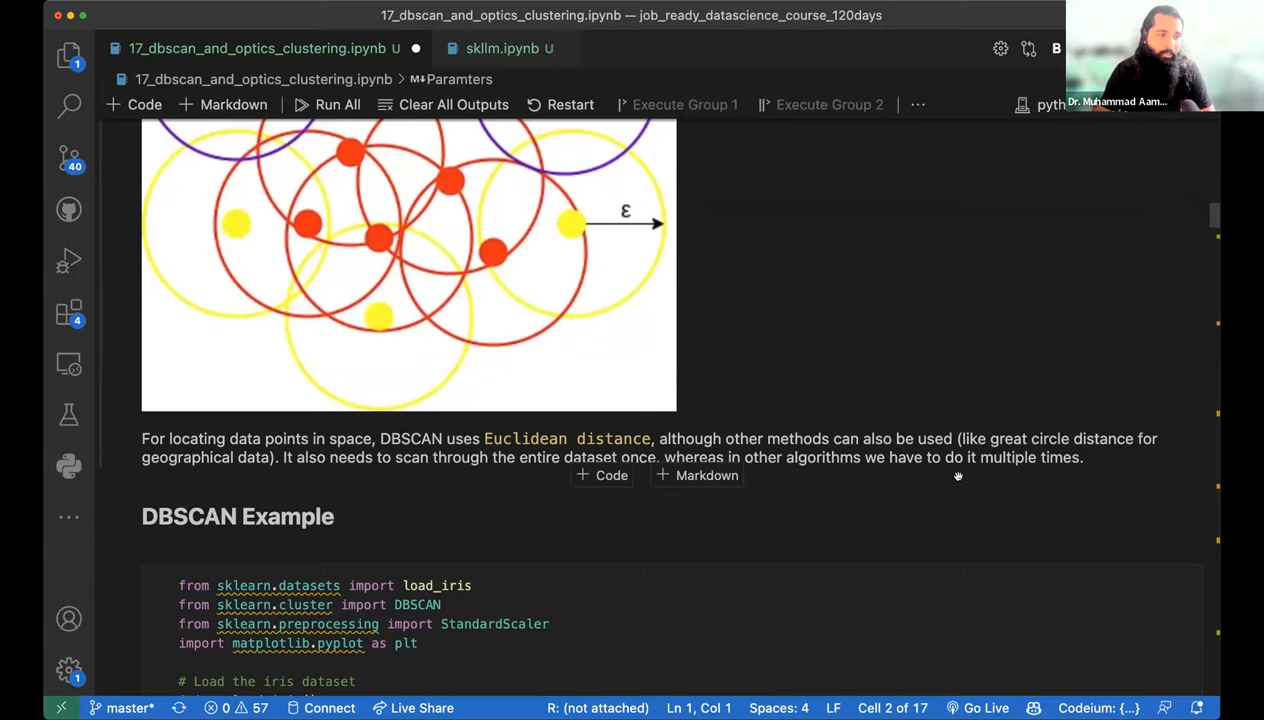 17_dbscan_and_optics_clustering.ipynb — job_ready_datascience_course_120days
17_dbscan_and_optics_clustering.ipynb U
skllm.ipynb U
B
Dr. Muhammad Aam...
17_dbscan_and_optics_clustering.ipynb > M↓Paramters
+ Code + Markdown Run All Clear All Outputs Restart Execute Group 1 Execute Group 2 ... pyth
1
40
4
ε
For locating data points in space, DBSCAN uses Euclidean distance, although other methods can also be used (like great circle distance for
geographical data). It also needs to scan through the entire dataset once, whereas in other algorithms we have to do it multiple times.
+ Code + Markdown
DBSCAN Example
from sklearn.datasets import load_iris
from sklearn.cluster import DBSCAN
from sklearn.preprocessing import StandardScaler
import matplotlib.pyplot as plt
# Load the iris dataset
1
master* 0 57 Connect Live Share R: (not attached) Ln 1, Col 1 Spaces: 4 LF Cell 2 of 17 Go Live Codeium: {...}